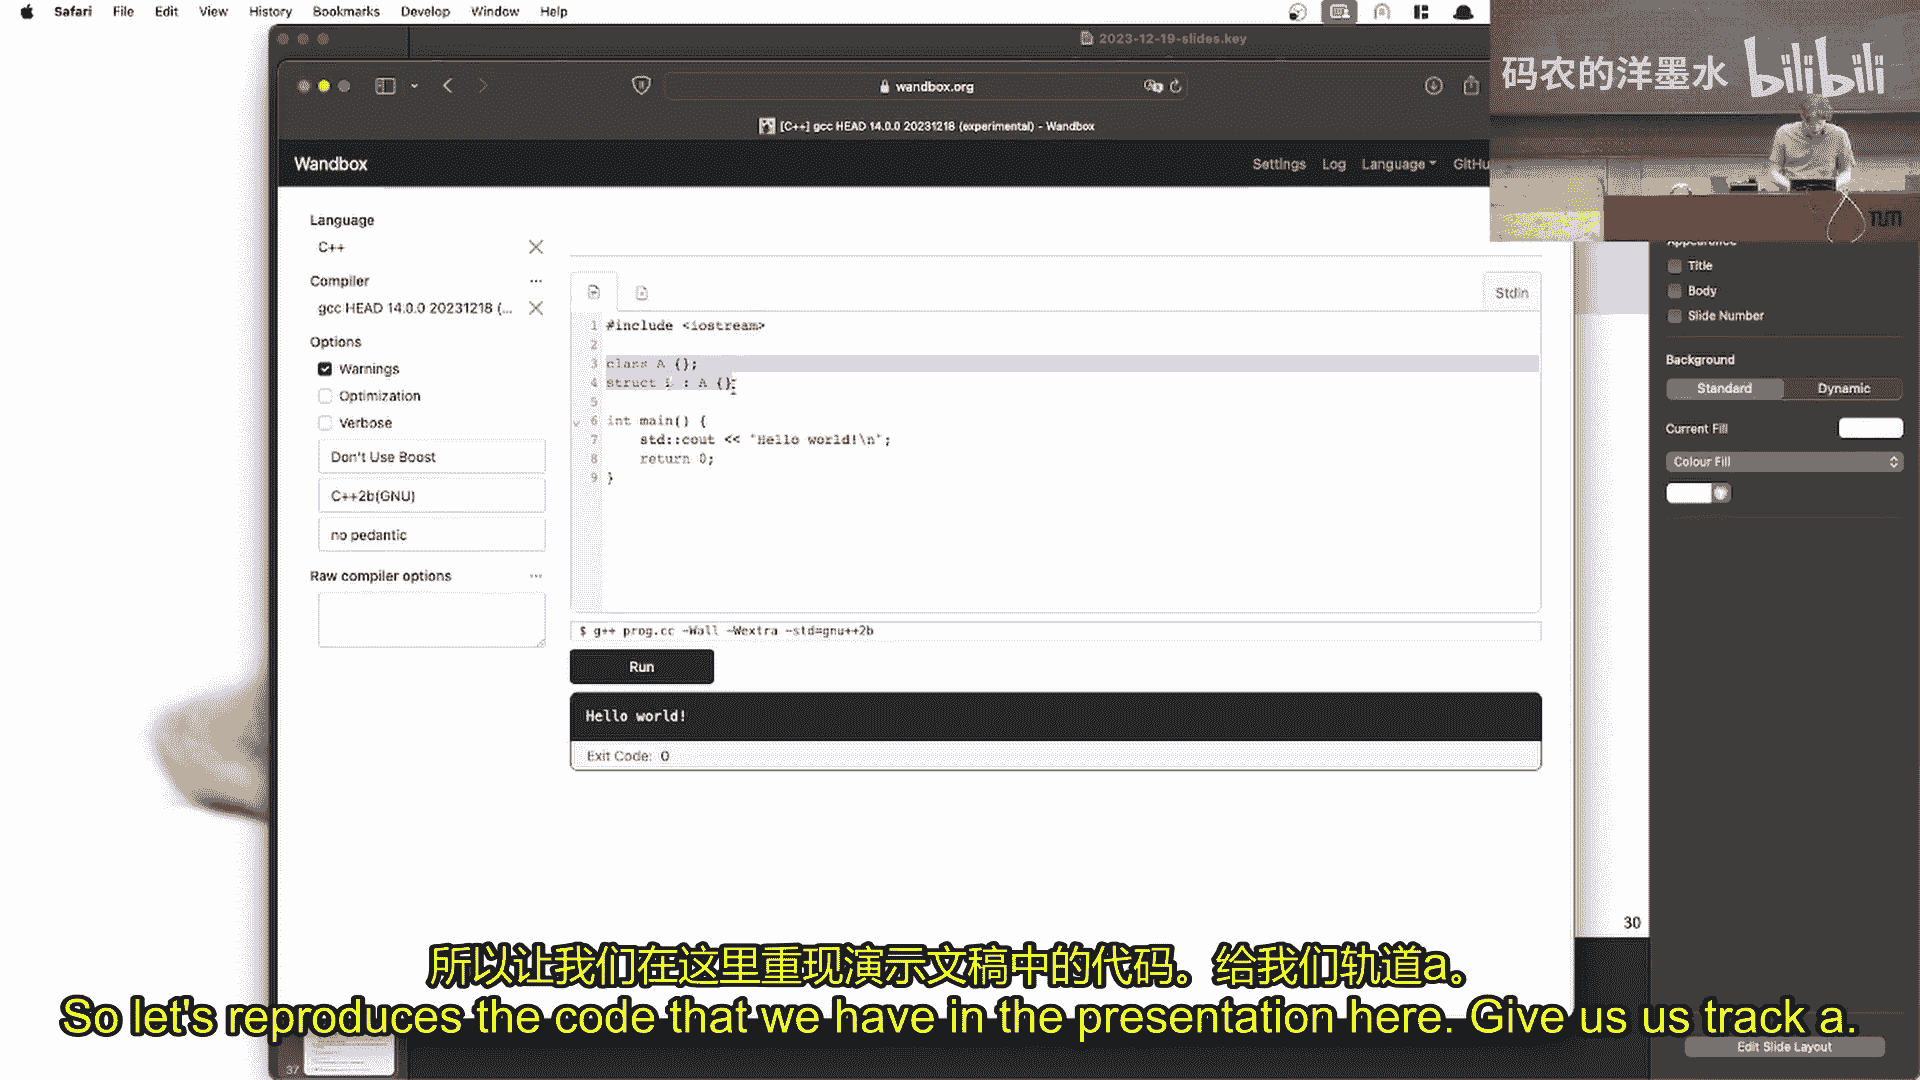 Safari File Edit View History Bookmarks Develop Window Help
2023-12-19-slides.key
码农的洋墨水 bilibili
wandbox.org
[C++] gcc HEAD 14.0.0 20231218 (experimental) - Wandbox
Wandbox
Settings Log Language GitHu
TUM
Language
C++
Compiler
gcc HEAD 14.0.0 20231218 (...
Options
Warnings
Optimization
Verbose
Don't Use Boost
C++2b(GNU)
no pedantic
Raw compiler options
Stdin
1 #include <iostream>
2
3 class A {};
4 struct : A {}
5
6 int main() {
7 std::cout << "Hello world!\n";
8 return 0;
9 }
$ g++ prog.cc -Wall -Wextra -std=gnu++2b
Run
Hello world!
Exit Code: 0
Appearance
Title
Body
Slide Number
Background
Standard Dynamic
Current Fill
Colour Fill
30
所以让我们在这里重现演示文稿中的代码。给我们轨道a。
So let's reproduces the code that we have in the presentation here. Give us us track a.
Edit Slide Layout
37